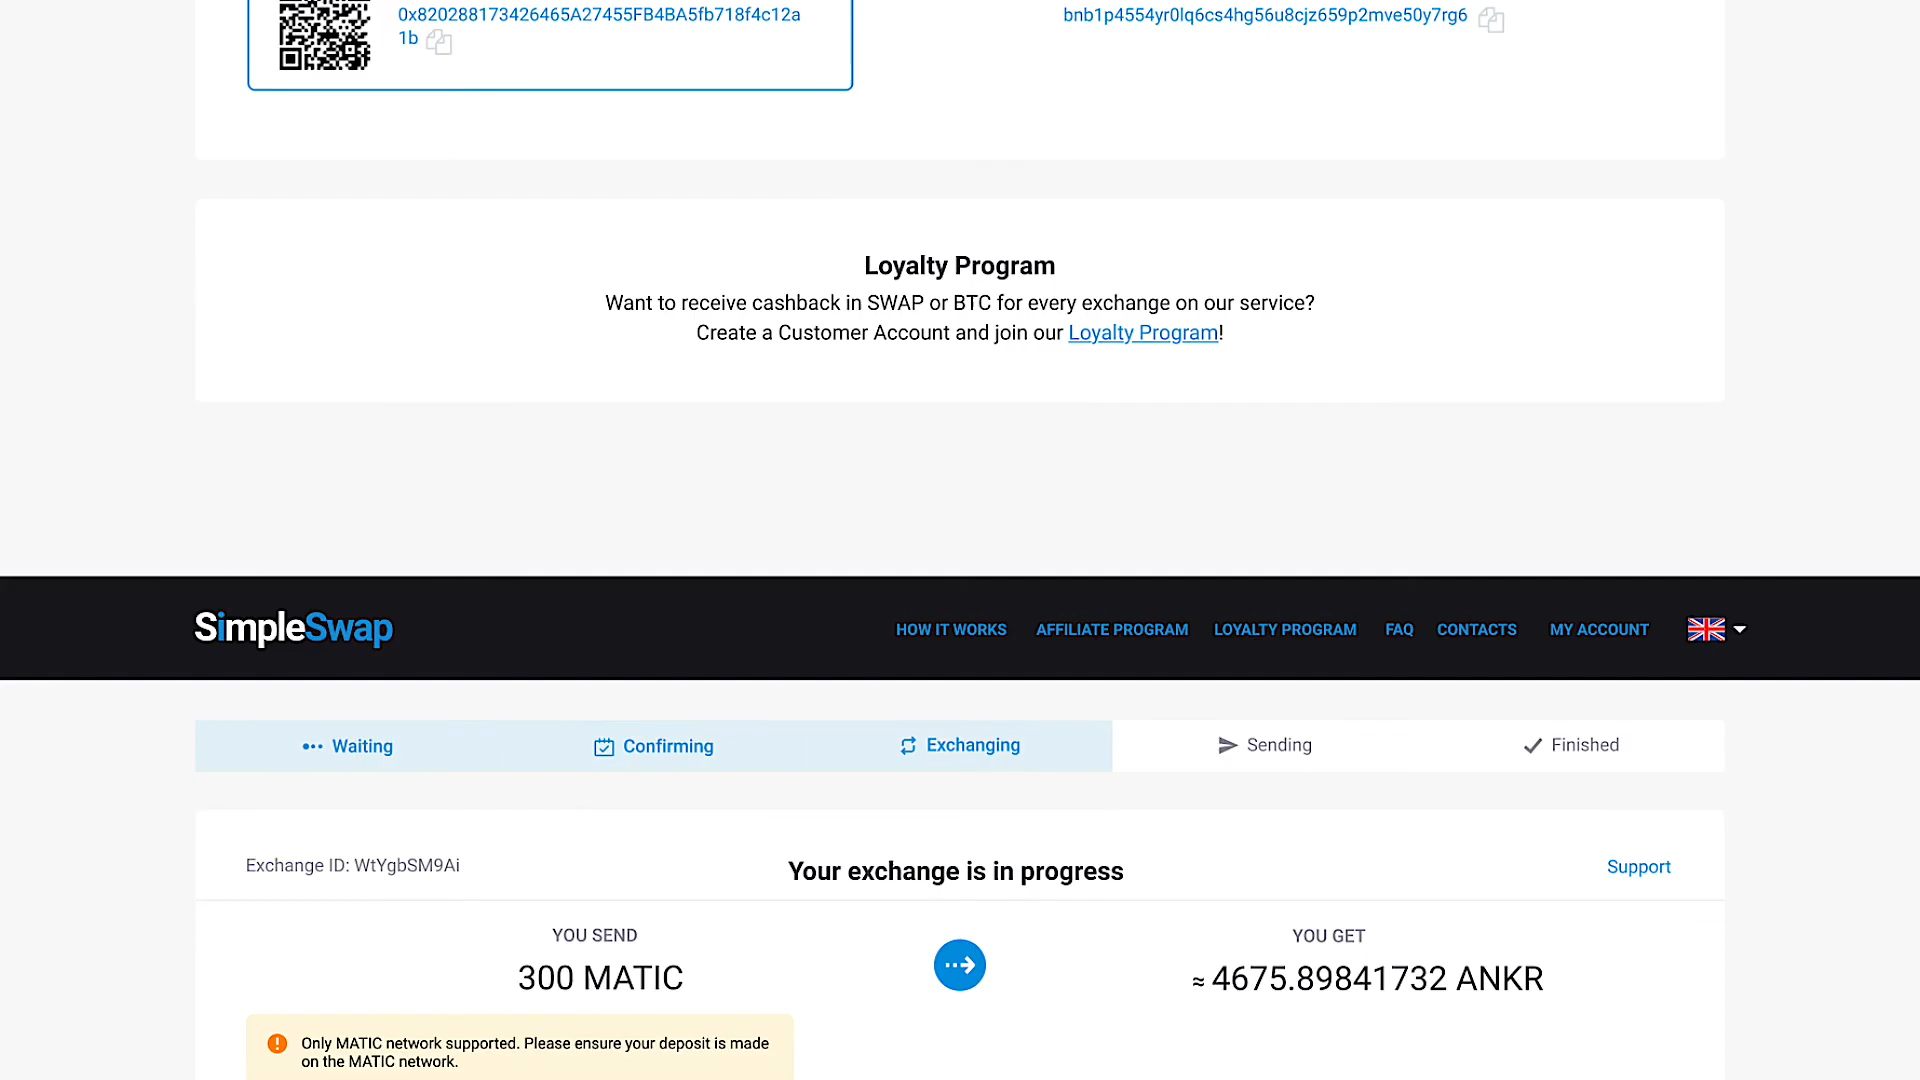 0x820288173426465A27455FB4BA5fb718f4c12a
1b
bnb1p4554yr0lq6cs4hg56u8cjz659p2mve50y7rg6
Loyalty Program
Want to receive cashback in SWAP or BTC for every exchange on our service?
Create a Customer Account and join our Loyalty Program!
SimpleSwap
HOW IT WORKS AFFILIATE PROGRAM LOYALTY PROGRAM FAQ CONTACTS MY ACCOUNT
Waiting Confirming Exchanging Sending Finished
Exchange ID: WtYgbSM9Ai
Your exchange is in progress
Support
YOU SEND
300 MATIC
YOU GET
≈ 4675.89841732 ANKR
Only MATIC network supported. Please ensure your deposit is made
on the MATIC network.